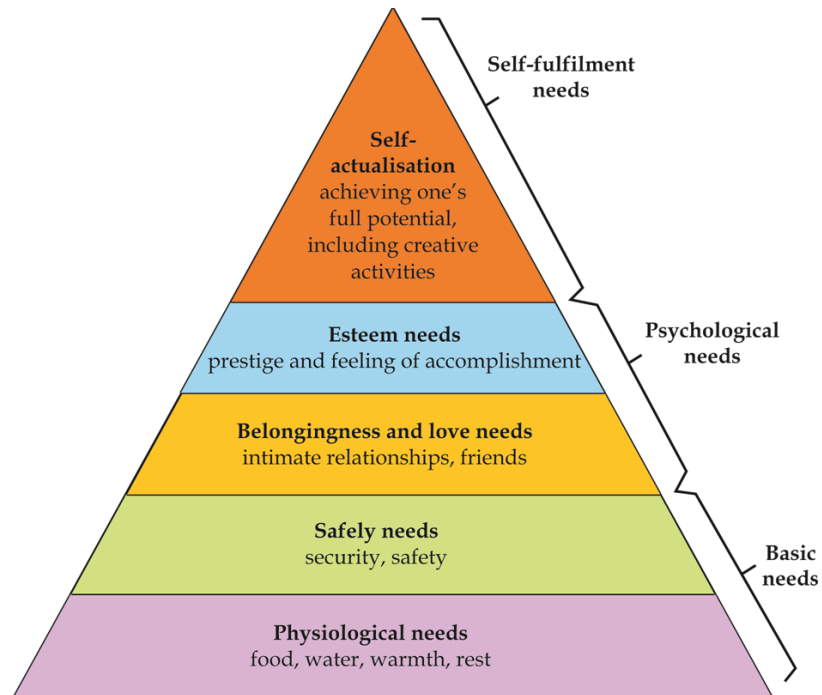 Self-fulfilment
needs
Self-
actualisation
achieving one's
full potential,
including creative
activities
Psychological
needs
Esteem needs
prestige and feeling of accomplishment
Belongingness and love needs
intimate relationships, friends
Safely needs
security, safety
Basic
needs
Physiological needs
food, water, warmth, rest